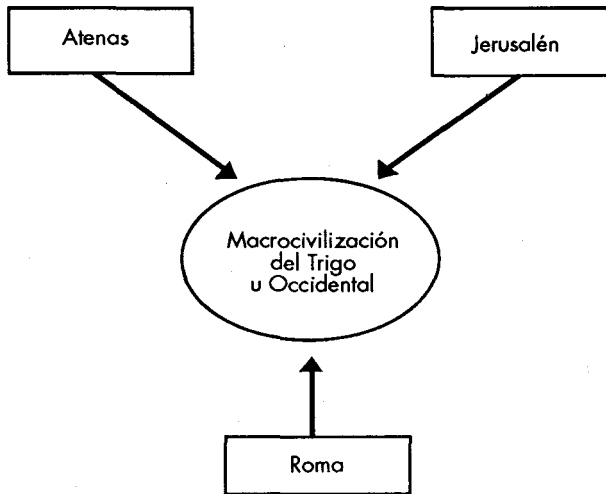 Atenas
Jerusalén
Macrocivilización
del Trigo
u Occidental
Roma